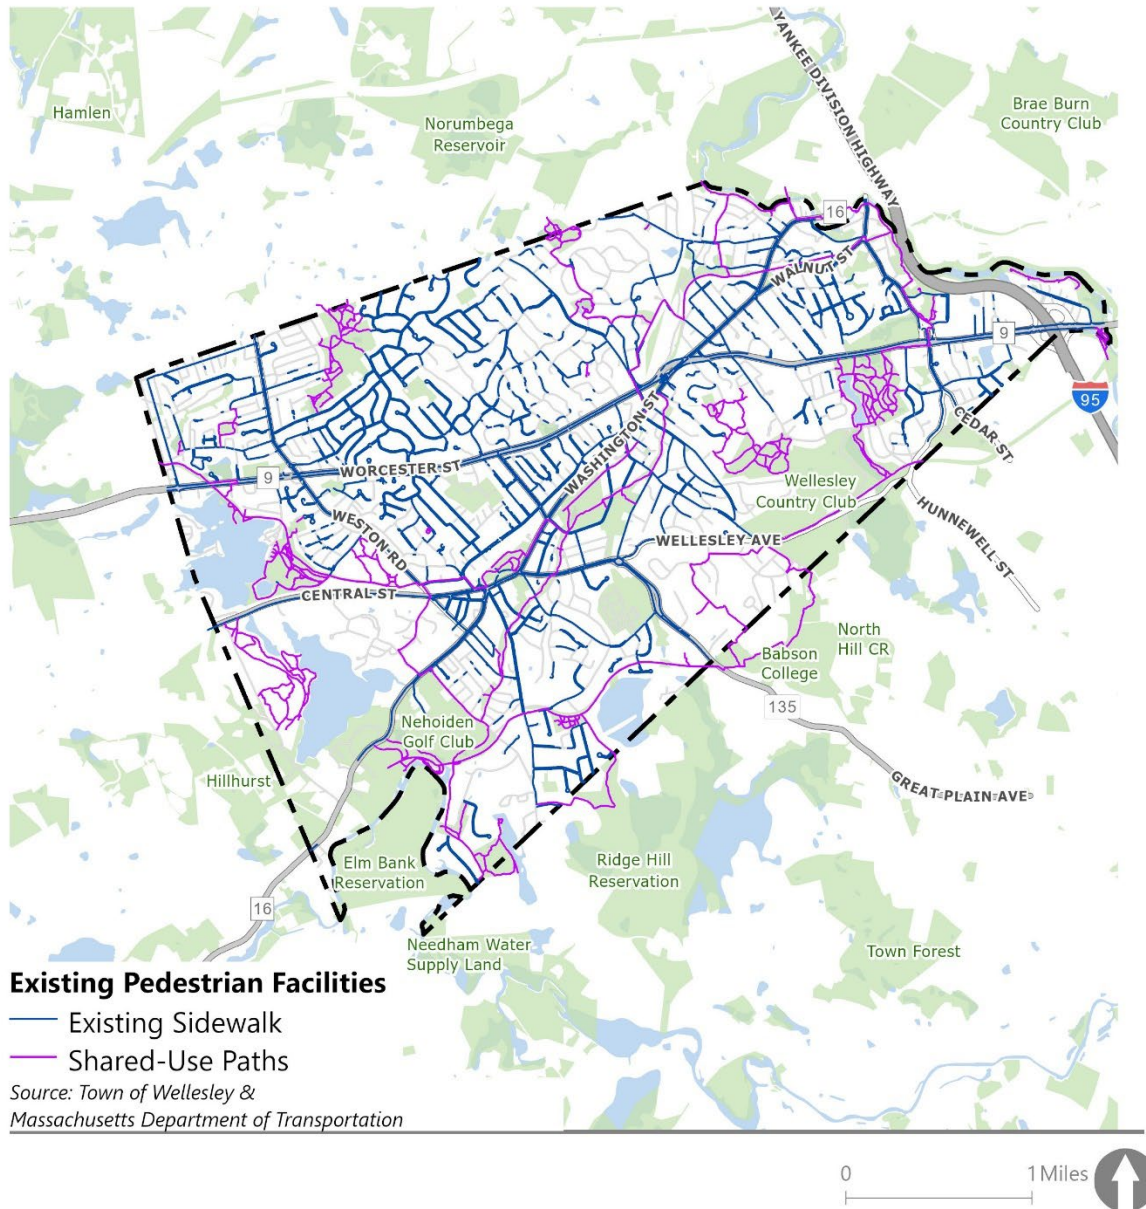 Hamlen
Norumbega
Reservoir
YANKEE DIVISION HIGHWAY
Brae Burn
Country Club
16
WALNUT ST
9
95
WORCESTER ST
9
WASHINGTON ST
CEDAR ST
Wellesley
Country Club
HUNNEWELL ST
WESTON RD
WELLESLEY AVE
CENTRAL ST
North
Hill CR
Babson
College
135
Nehoiden
Golf Club
Hillhurst
GREAT PLAIN AVE
Elm Bank
Reservation
Ridge Hill
Reservation
16
Needham Water
Supply Land
Town Forest
Existing Pedestrian Facilities
Existing Sidewalk
Shared-Use Paths
Source: Town of Wellesley &
Massachusetts Department of Transportation
0 1 Miles